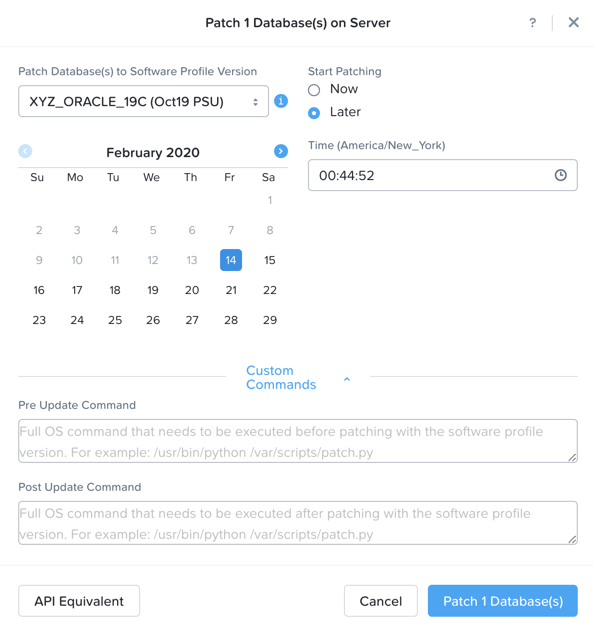 Patch 1 Database(s) on Server
?
Patch Database(s) to Software Profile Version
XYZ_ORACLE_19C (Oct19 PSU)
i
Start Patching
Now
Later
February 2020
Su Mo Tu We Th Fr Sa
1
2 3 4 5 6 7 8
9 10 11 12 13 14 15
16 17 18 19 20 21 22
23 24 25 26 27 28 29
Time (America/New_York)
00:44:52
Custom
Commands
Pre Update Command
Full OS command that needs to be executed before patching with the software profile
version. For example: /usr/bin/python /var/scripts/patch.py
Post Update Command
Full OS command that needs to be executed after patching with the software profile
version. For example: /usr/bin/python /var/scripts/patch.py
API Equivalent
Cancel
Patch 1 Database(s)